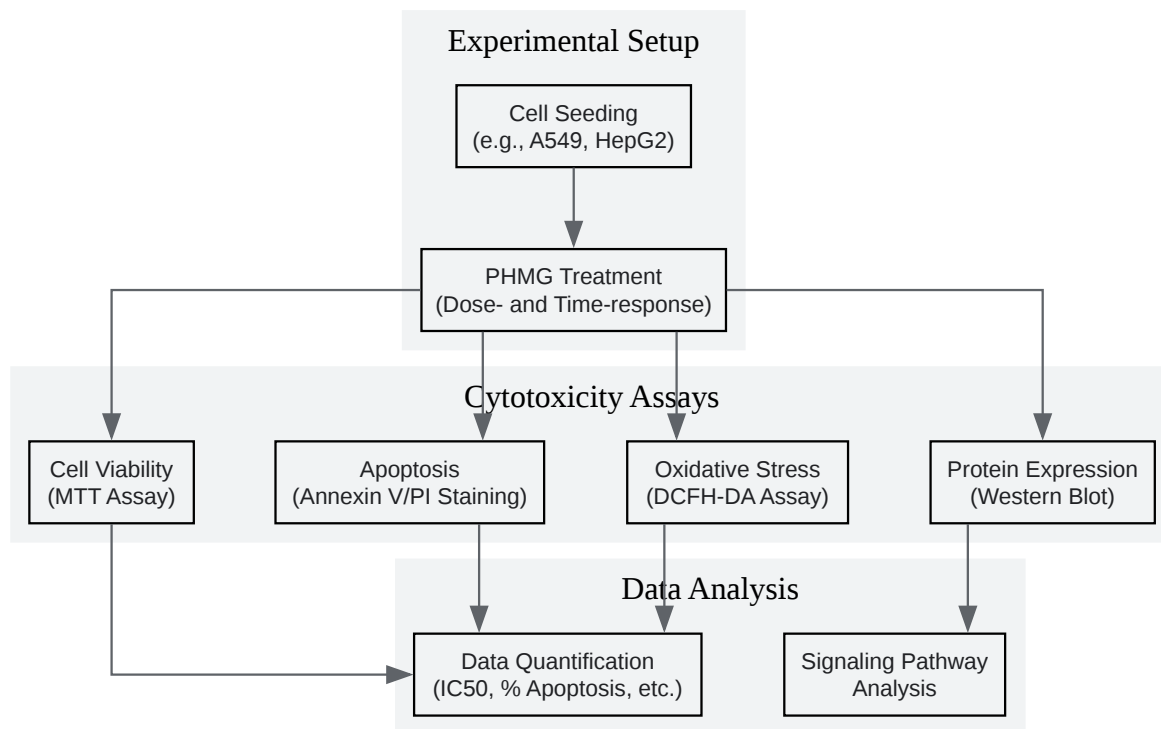 Experimental Setup
Cell Seeding
(e.g., A549, HepG2)
PHMG Treatment
(Dose- and Time-response)
Cytotoxicity Assays
Cell Viability
(MTT Assay)
Apoptosis
(Annexin V/PI Staining)
Oxidative Stress
(DCFH-DA Assay)
Protein Expression
(Western Blot)
Data Analysis
Data Quantification
(IC50, % Apoptosis, etc.)
Signaling Pathway
Analysis